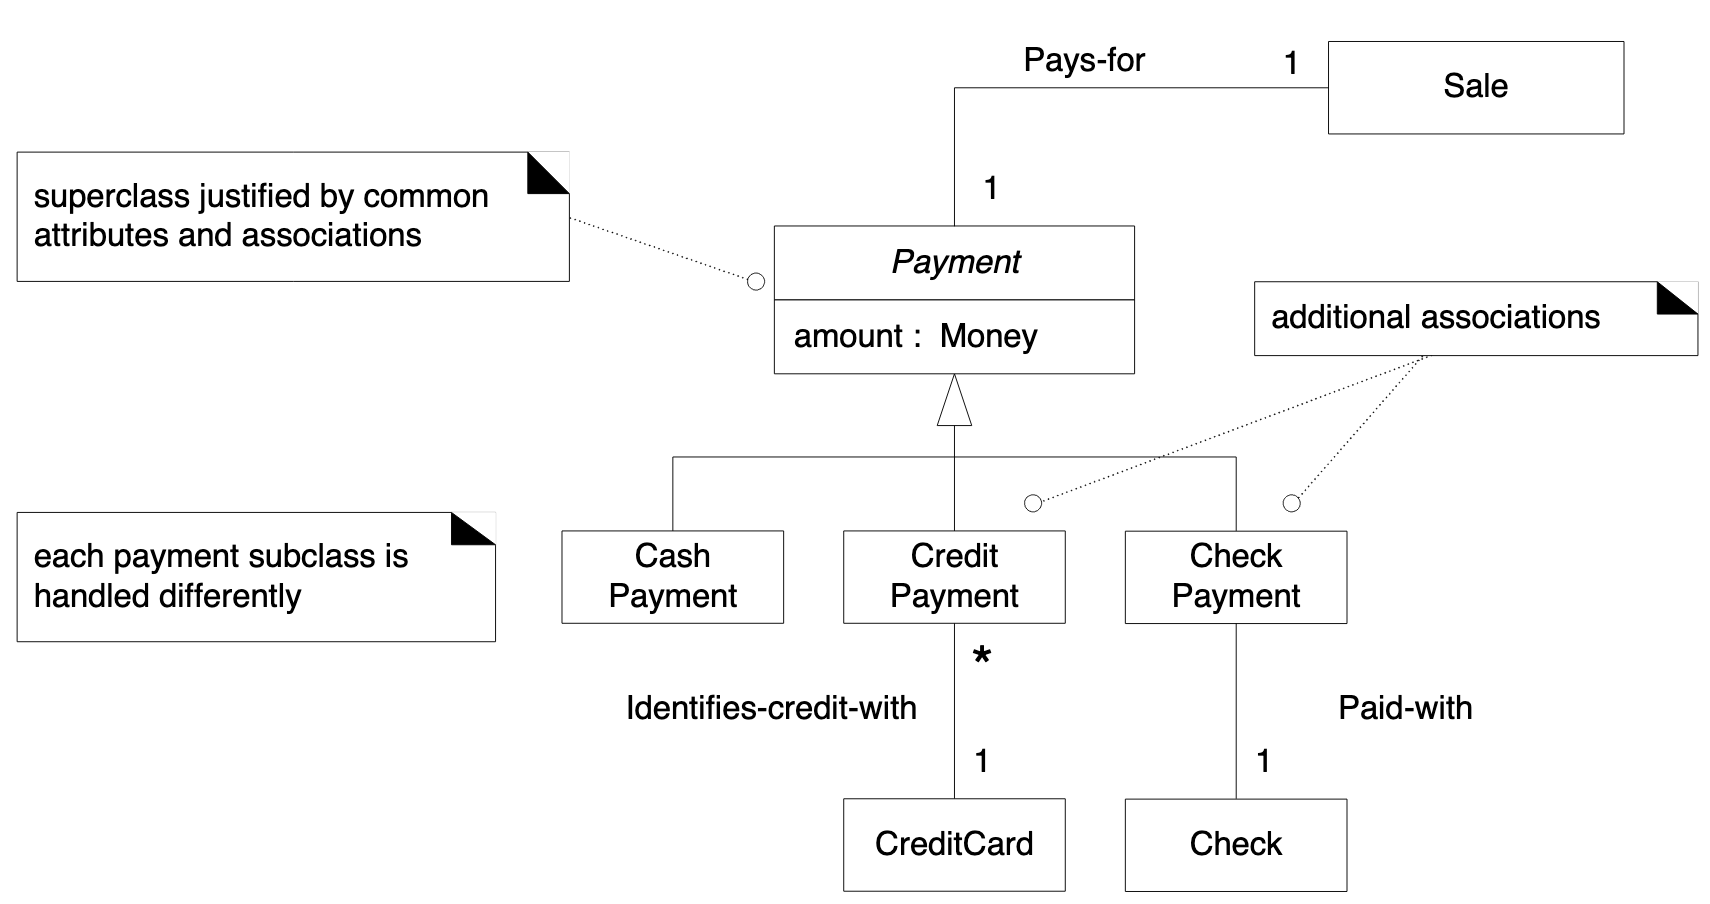 Pays-for
1
Sale
superclass justified by common
attributes and associations
1
Payment
amount : Money
additional associations
each payment subclass is
handled differently
Cash
Payment
Credit
Payment
Check
Payment
*
Identifies-credit-with
Paid-with
1
1
CreditCard
Check